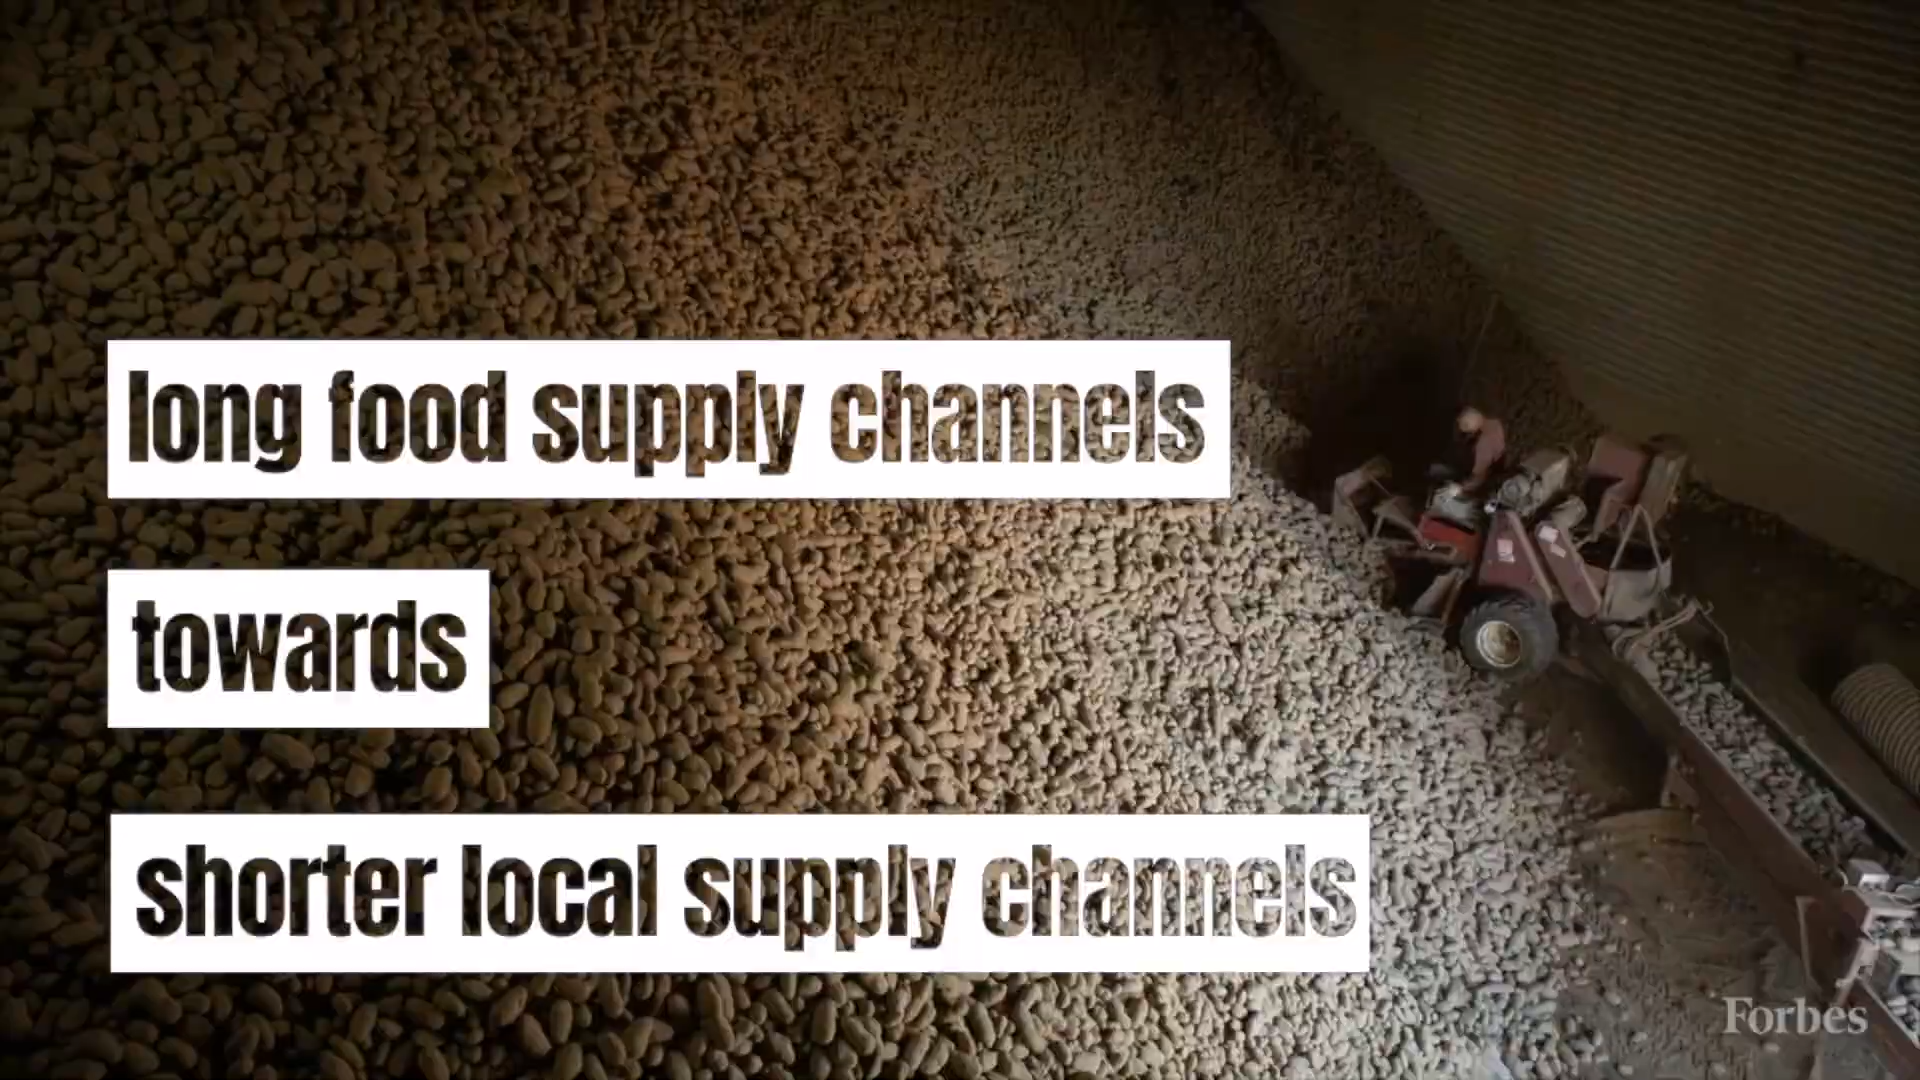 long food supply channels
towards
shorter local supply channels
Forbes